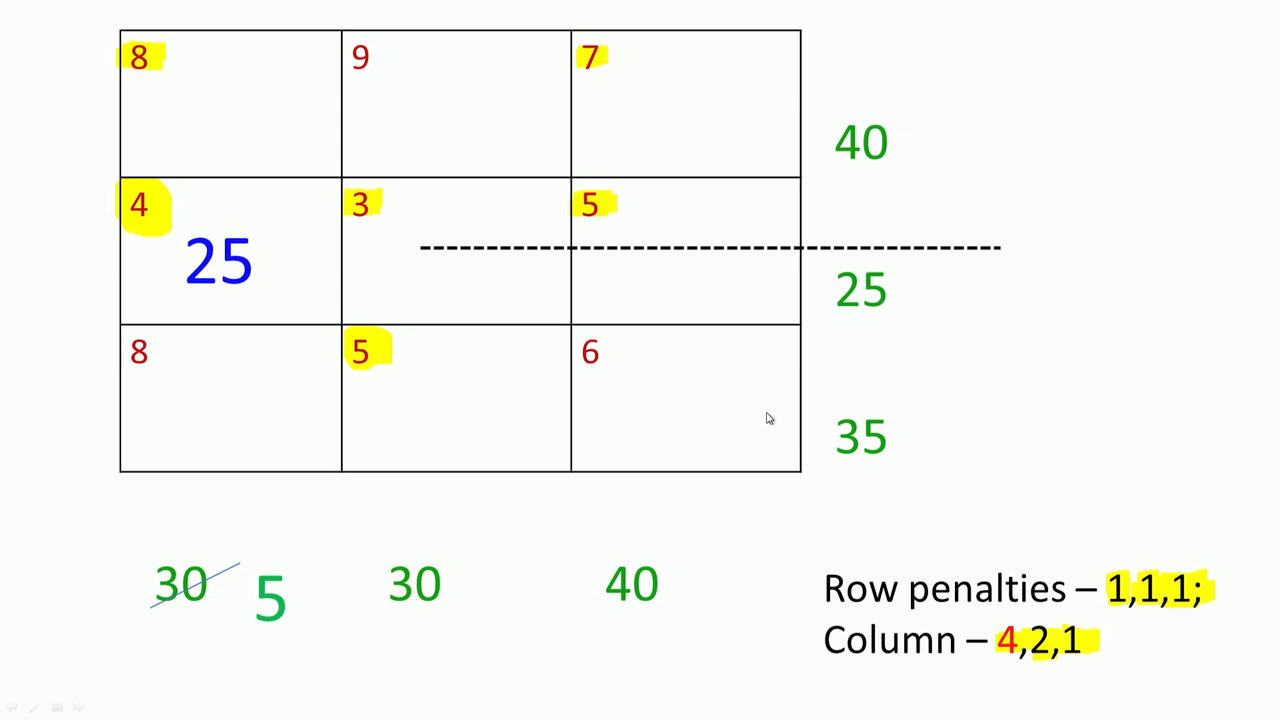 8 9 7
40
4 3 5
25
25
8 5 6
35
30 5 30 40
Row penalties – 1,1,1;
Column – 4,2,1